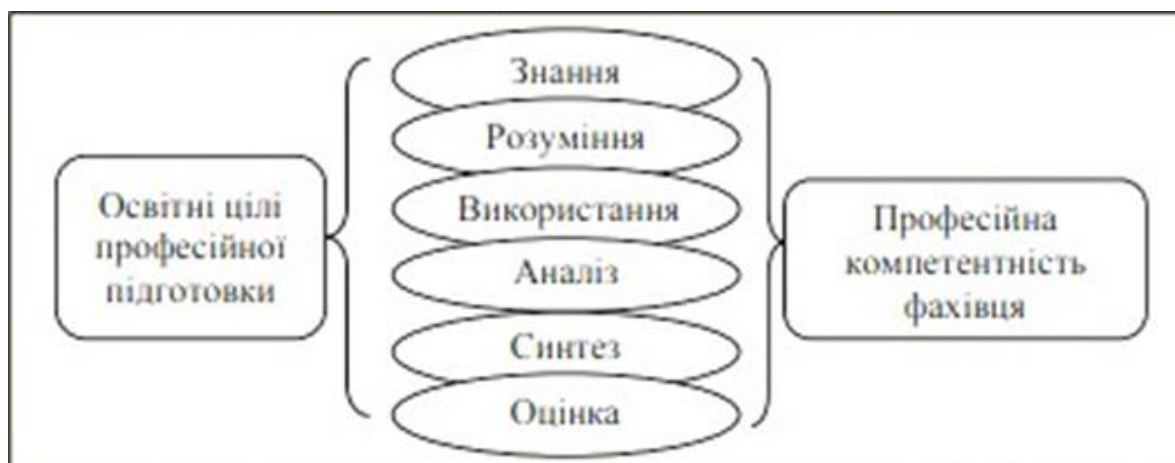 Освітні цілі
професійної
підготовки
Знання
Розуміння
Використання
Аналіз
Синтез
Оцінка
Професійна
компетентність
фахівця